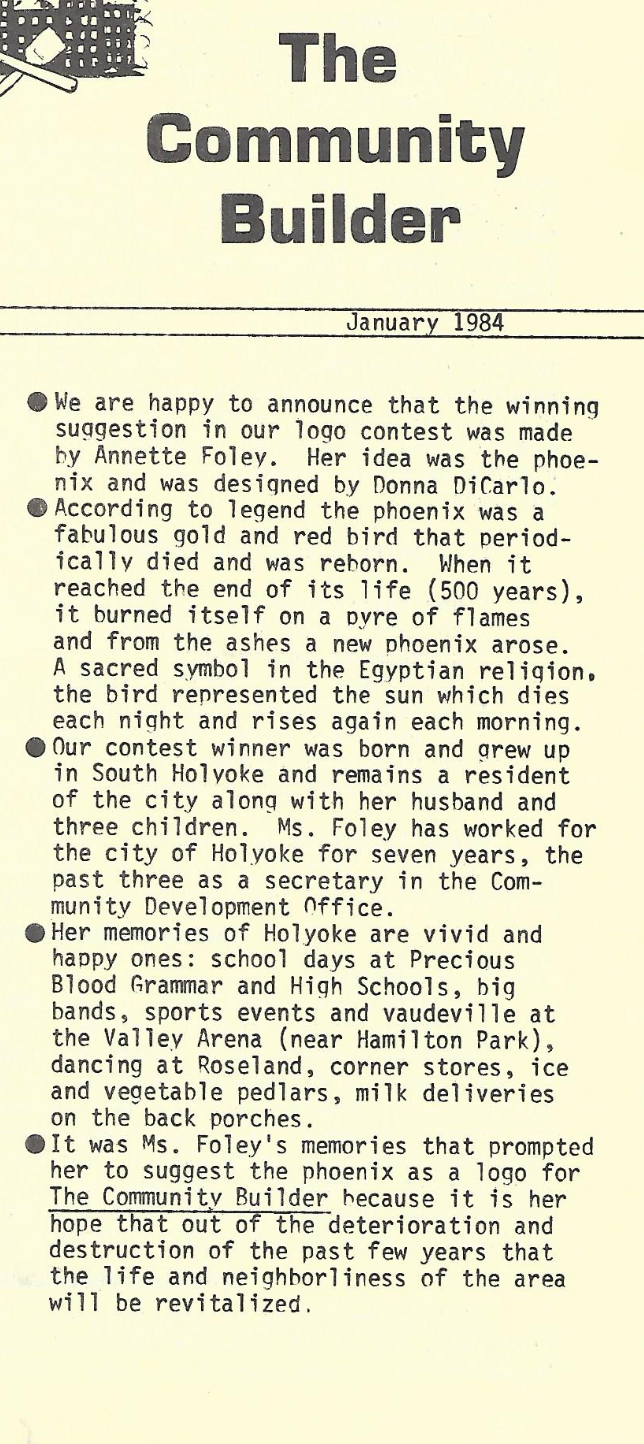 The
Community
Builder
January 1984
● We are happy to announce that the winning
suggestion in our logo contest was made
by Annette Foley. Her idea was the phoe-
nix and was designed by Donna DiCarlo.
● According to legend the phoenix was a
fabulous gold and red bird that period-
ically died and was reborn. When it
reached the end of its life (500 years),
it burned itself on a pyre of flames
and from the ashes a new phoenix arose.
A sacred symbol in the Egyptian religion,
the bird represented the sun which dies
each night and rises again each morning.
● Our contest winner was born and grew up
in South Holyoke and remains a resident
of the city along with her husband and
three children. Ms. Foley has worked for
the city of Holyoke for seven years, the
past three as a secretary in the Com-
munity Development Office.
● Her memories of Holyoke are vivid and
happy ones: school days at Precious
Blood Grammar and High Schools, big
bands, sports events and vaudeville at
the Valley Arena (near Hamilton Park),
dancing at Roseland, corner stores, ice
and vegetable pedlars, milk deliveries
on the back porches.
● It was Ms. Foley's memories that prompted
her to suggest the phoenix as a logo for
The Community Builder because it is her
hope that out of the deterioration and
destruction of the past few years that
the life and neighborliness of the area
will be revitalized.